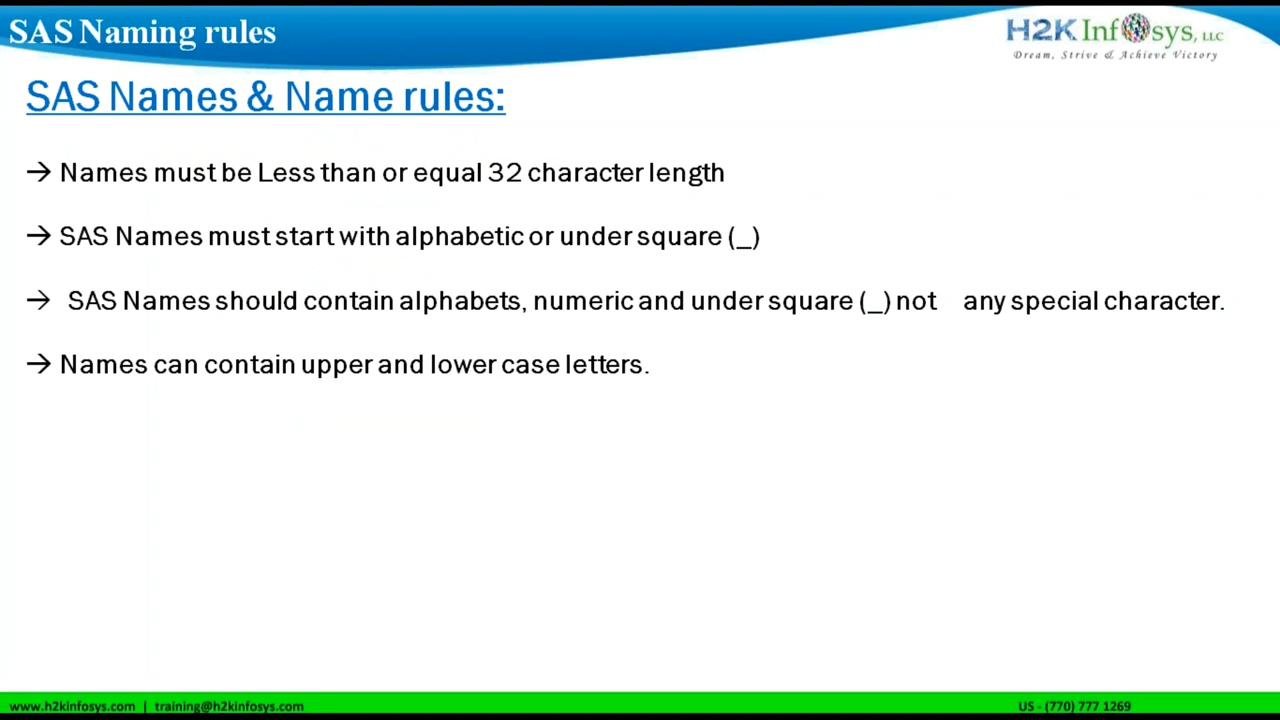 SAS Naming rules
H2K Infosys, LLC
Dream, Strive & Achieve Victory
SAS Names & Name rules:
→ Names must be Less than or equal 32 character length
→ SAS Names must start with alphabetic or under square (_)
→ SAS Names should contain alphabets, numeric and under square (_) not any special character.
→ Names can contain upper and lower case letters.
www.h2kinfosys.com | training@h2kinfosys.com US - (770) 777 1269